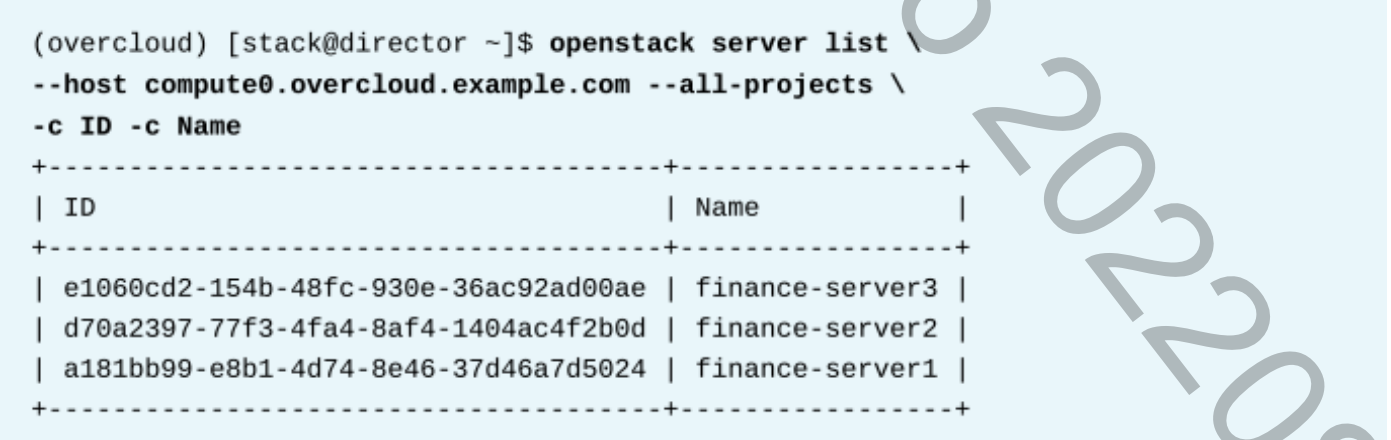 (overcloud) [stack@director ~]$ openstack server list \
--host compute0.overcloud.example.com --all-projects \
-c ID -c Name
+--------------------------------------+-----------------+
| ID                                   | Name            |
+--------------------------------------+-----------------+
| e1060cd2-154b-48fc-930e-36ac92ad00ae | finance-server3 |
| d70a2397-77f3-4fa4-8af4-1404ac4f2b0d | finance-server2 |
| a181bb99-e8b1-4d74-8e46-37d46a7d5024 | finance-server1 |
+--------------------------------------+-----------------+